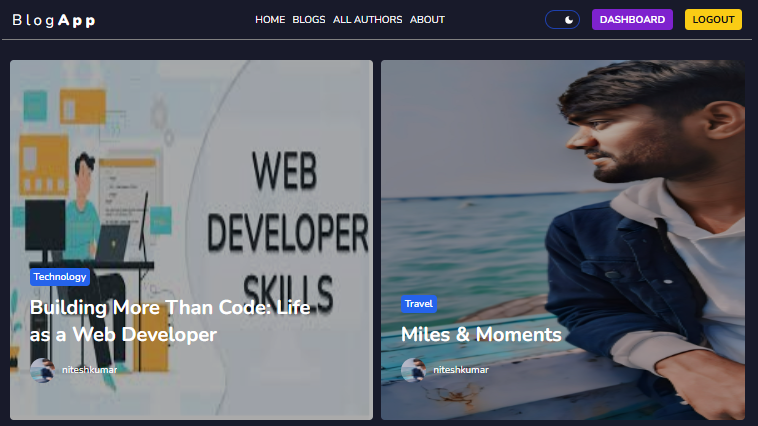 BlogApp
HOME BLOGS ALL AUTHORS ABOUT
DASHBOARD
LOGOUT
WEB
DEVELOPER
SKILLS
Technology
Building More Than Code: Life
as a Web Developer
niteshkumar
Travel
Miles & Moments
niteshkumar